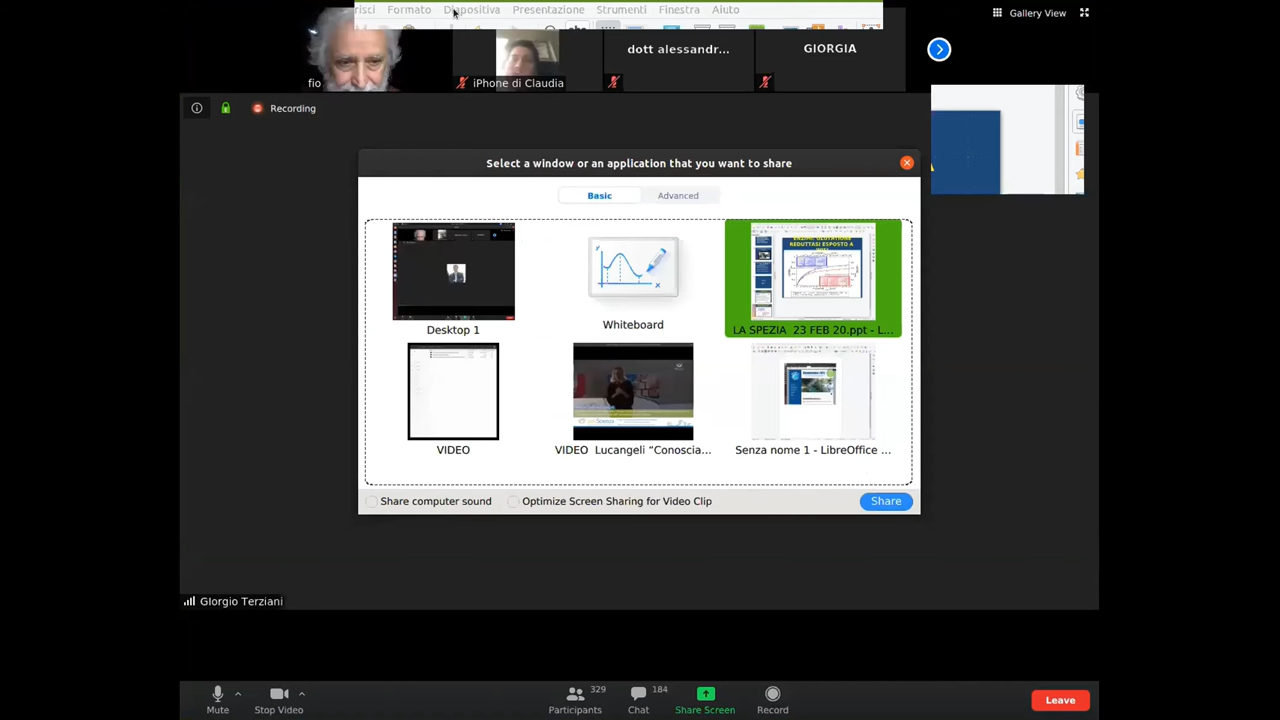 risci Formato Diapositiva Presentazione Strumenti Finestra Aiuto
Gallery View
fio
iPhone di Claudia
dott alessandr...
GIORGIA
Recording
Select a window or an application that you want to share
Basic
Advanced
REDUTTASI ESPOSTO A
Desktop 1
Whiteboard
LA SPEZIA 23 FEB 20.ppt - L...
VIDEO
VIDEO Lucangeli “Conoscia...
Senza nome 1 - LibreOffice ...
Share computer sound
Optimize Screen Sharing for Video Clip
Share
GIorgio Terziani
Mute
Stop Video
Participants
329
Chat
184
Share Screen
Record
Leave